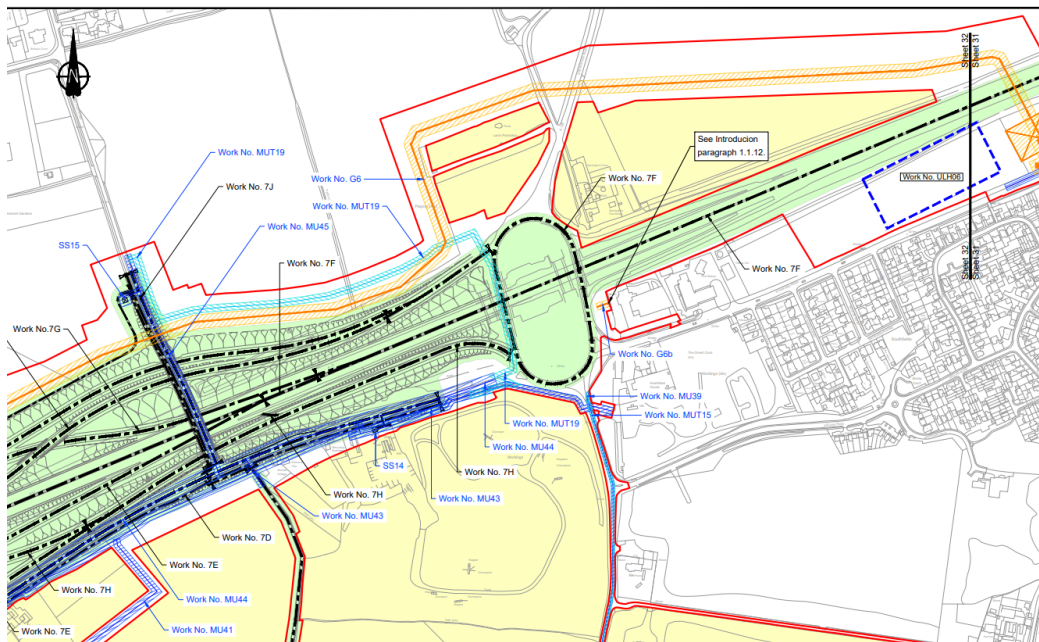 N
Sheet 32
Sheet 31
See Introducion
paragraph 1.1.12.
Work No. MUT19
Work No. 7J
Work No. G6
Work No. 7F
Work No. ULH06
Work No. MUT19
Work No. MU45
SS15
Work No. 7F
Work No. 7F
Sheet 32
Sheet 31
Work No.7G
Work No. G6b
Work No. MU39
Work No. MUT15
Work No. MUT19
Work No. MU44
SS14
Work No. 7H
Work No. 7H
Work No. MU43
Work No. MU43
Work No. 7D
Work No. 7E
Work No. 7H
Work No. MU44
Work No. MU41
Work No. 7E